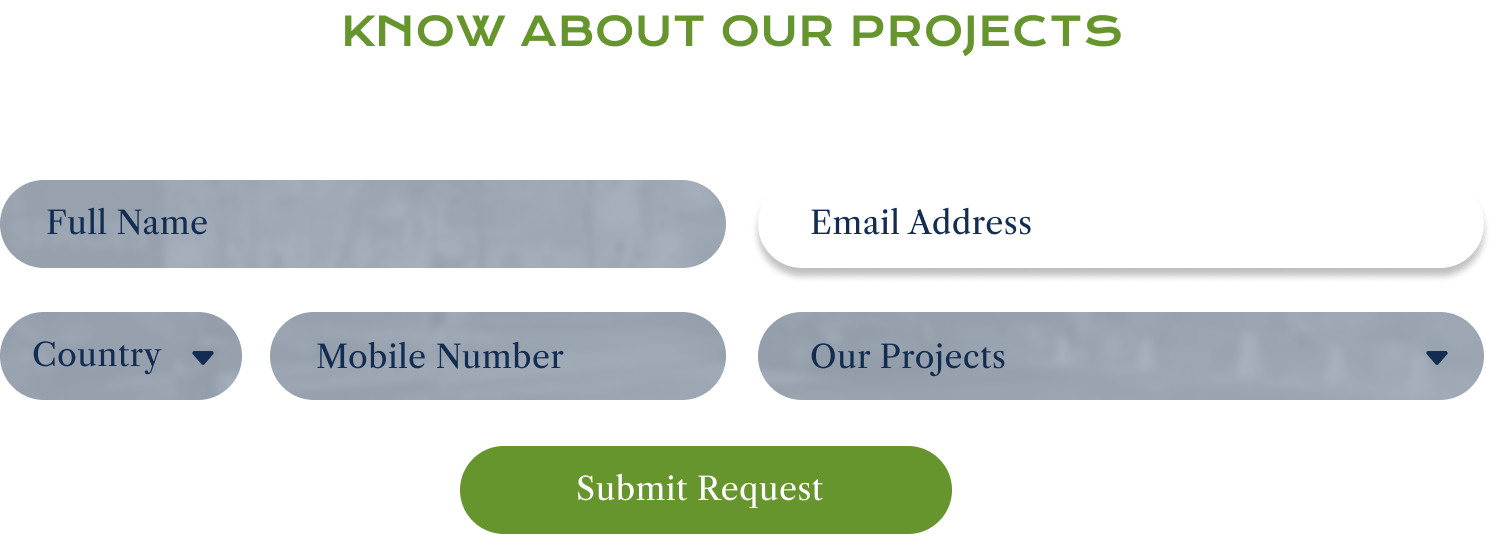 KNOW ABOUT OUR PROJECTS
Full Name
Email Address
Country
Mobile Number
Our Projects
Submit Request